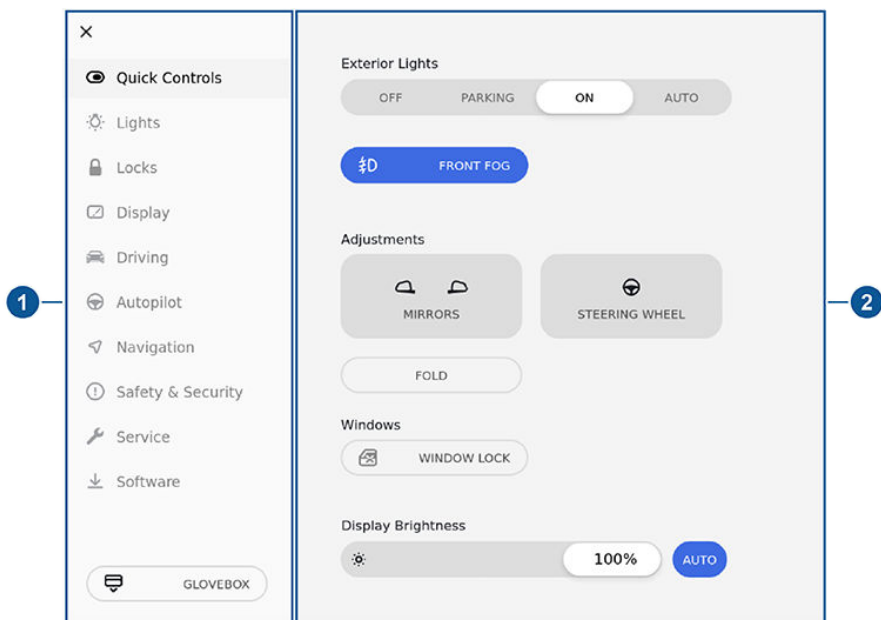 Quick Controls
Lights
Locks
Display
Driving
Autopilot
Navigation
Safety & Security
Service
Software
GLOVEBOX
1
Exterior Lights
OFF PARKING ON AUTO
FRONT FOG
Adjustments
MIRRORS STEERING WHEEL
FOLD
Windows
WINDOW LOCK
Display Brightness
100% AUTO
2